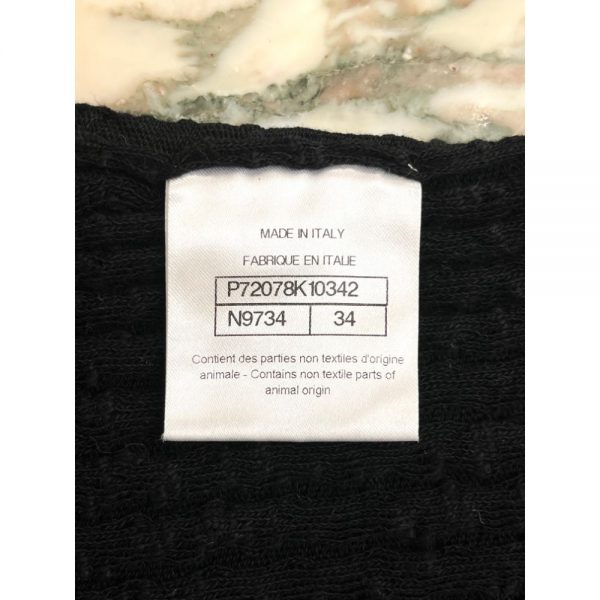 MADE IN ITALY
FABRIQUE EN ITALIE
P72078K10342
N9734 34
Contient des parties non textiles d'origine
animale - Contains non textile parts of
animal origin